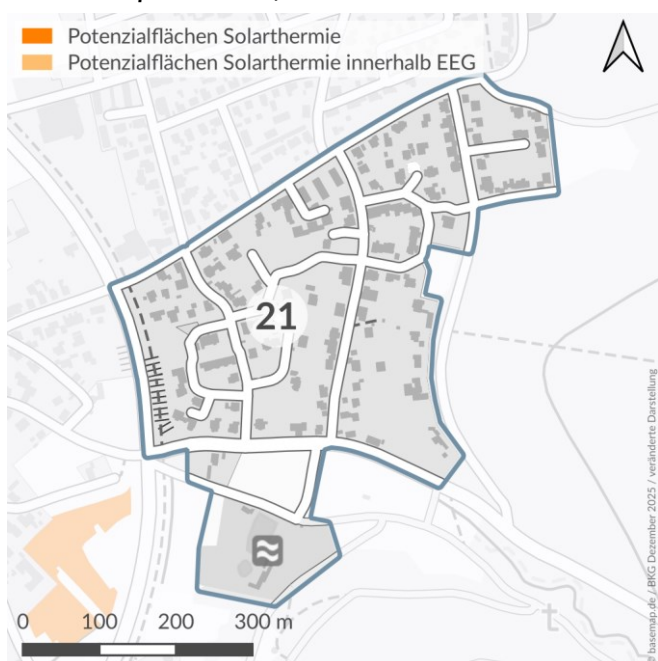 Potenzialflächen Solarthermie
Potenzialflächen Solarthermie innerhalb EEG
21
0 100 200 300 m
t
© basemap.de / BKG Dezember 2025 / veränderte Darstellung